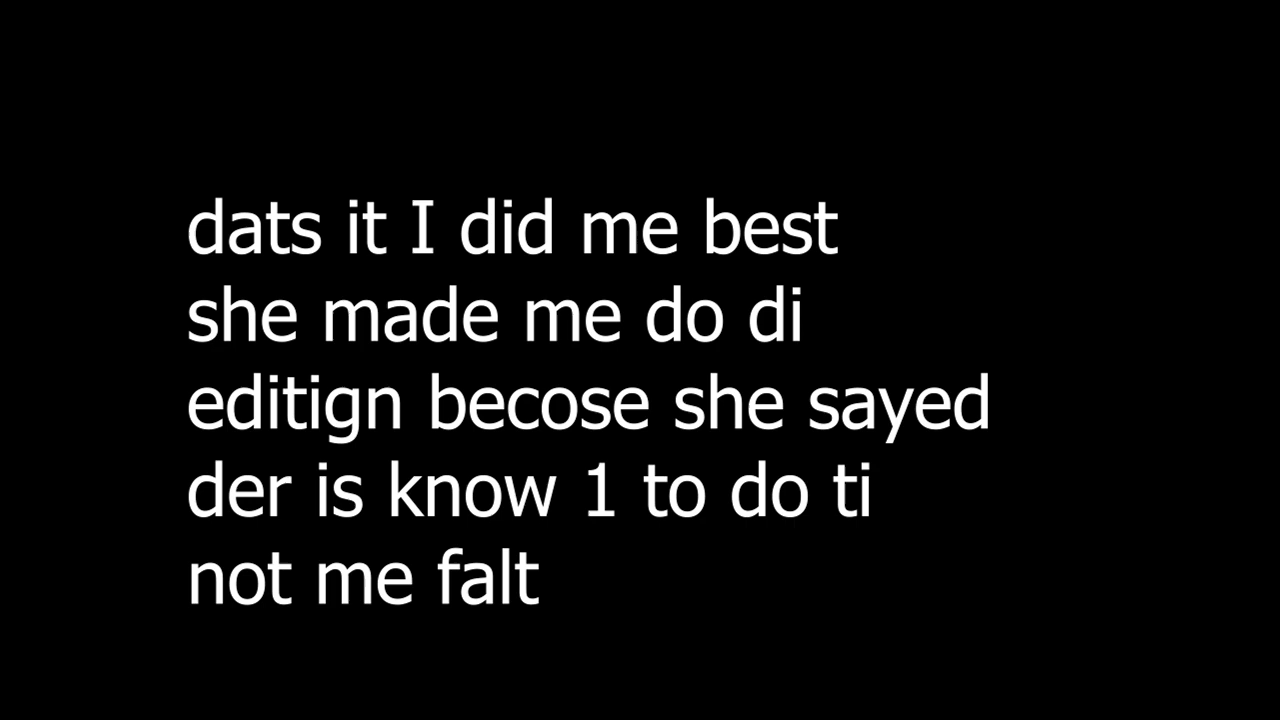 dats it I did me best
she made me do di
editign becose she sayed
der is know 1 to do ti
not me falt